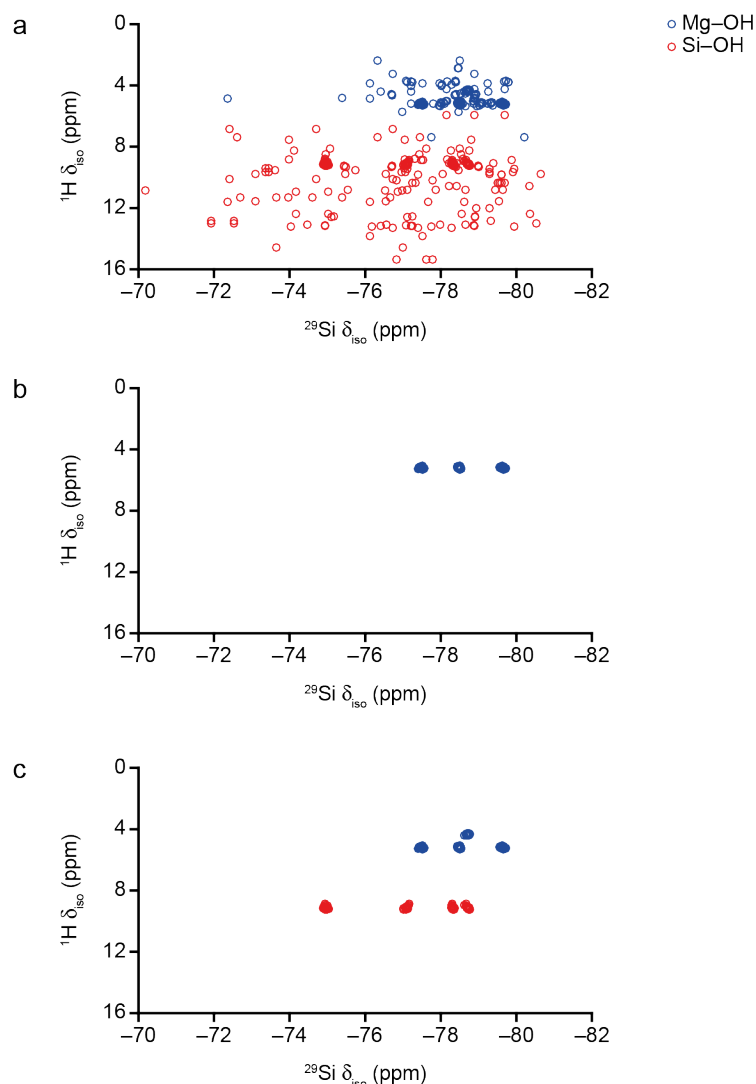 a
Mg–OH
Si–OH
0
4
8
12
16
¹H δiso (ppm)
–70 –72 –74 –76 –78 –80 –82
²⁹Si δiso (ppm)
b
0
4
8
12
16
¹H δiso (ppm)
–70 –72 –74 –76 –78 –80 –82
²⁹Si δiso (ppm)
c
0
4
8
12
16
¹H δiso (ppm)
–70 –72 –74 –76 –78 –80 –82
²⁹Si δiso (ppm)